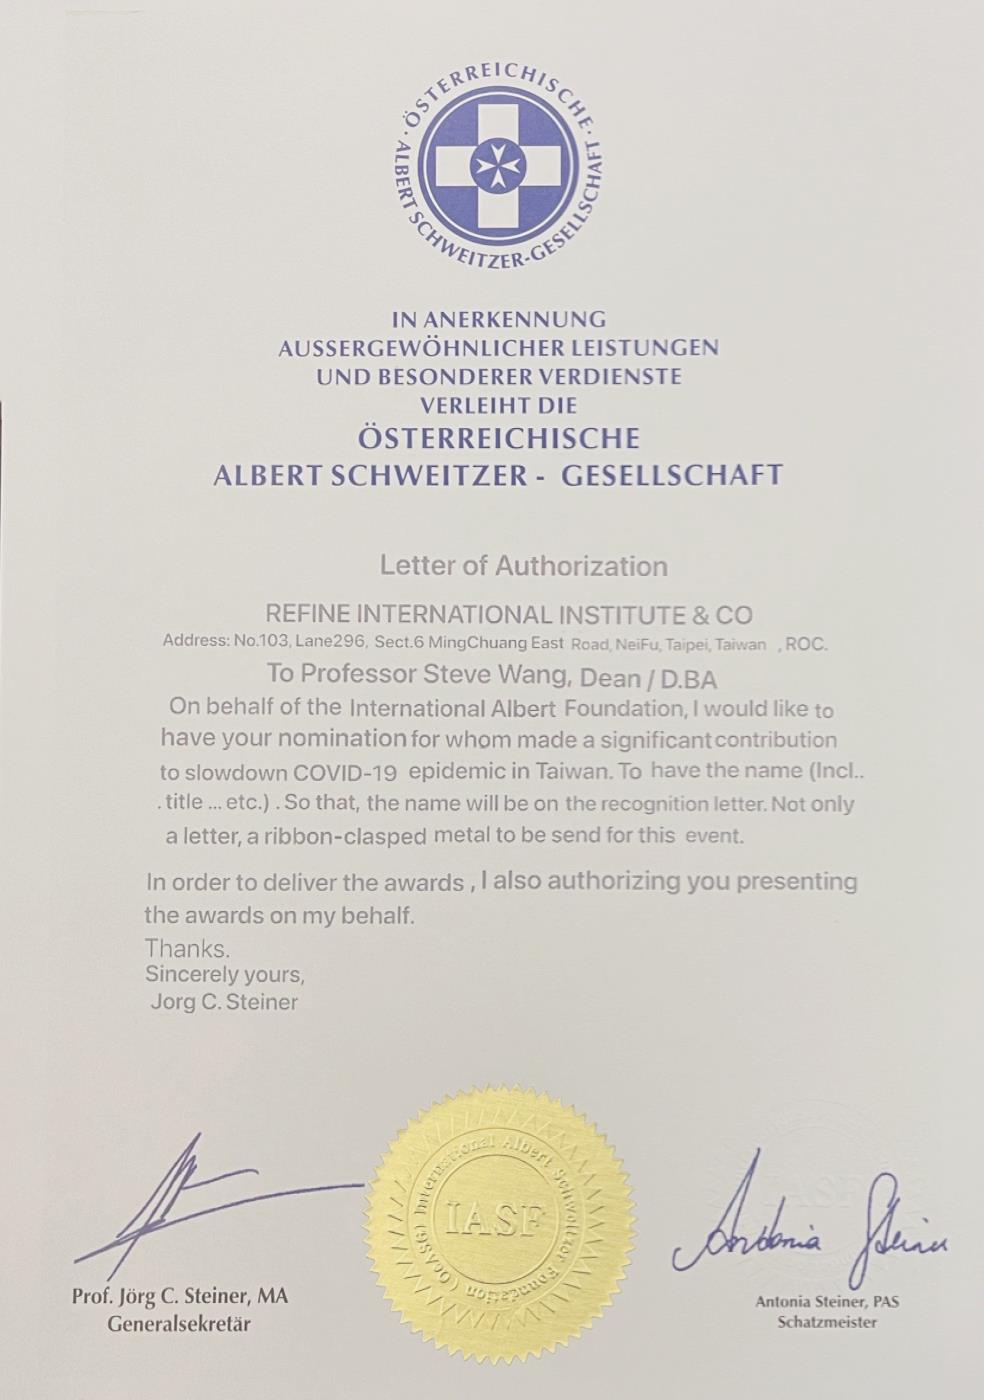 ÖSTERREICHISCHE ·
ALBERT SCHWEITZER-GESELLSCHAFT ·
IN ANERKENNUNG
AUSSERGEWÖHNLICHER LEISTUNGEN
UND BESONDERER VERDIENSTE
VERLEIHT DIE
ÖSTERREICHISCHE
ALBERT SCHWEITZER - GESELLSCHAFT
Letter of Authorization
REFINE INTERNATIONAL INSTITUTE & CO
Address: No.103, Lane296, Sect.6 MingChuang East Road, NeiFu, Taipei, Taiwan , ROC.
To Professor Steve Wang, Dean / D.BA
On behalf of the International Albert Foundation, I would like to
have your nomination for whom made a significant contribution
to slowdown COVID-19 epidemic in Taiwan. To have the name (Incl..
. title ... etc.) . So that, the name will be on the recognition letter. Not only
a letter, a ribbon-clasped metal to be send for this event.
In order to deliver the awards , I also authorizing you presenting
the awards on my behalf.
Thanks.
Sincerely yours,
Jorg C. Steiner
International Albert Schweitzer Foundation (OeASG)
IASF
Antonia Steiner
Prof. Jörg C. Steiner, MA
Generalsekretär
Antonia Steiner, PAS
Schatzmeister